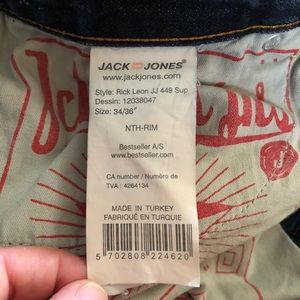 JACK JONES
www.jackjones.com
Style: Rick Leon JJ 449 Sup
Dessin: 12038047
Size: 34/36"
NTH-RIM
Bestseller A/S
www.bestseller.com
CA number / Numéro de
TVA : 4264134
MADE IN TURKEY
FABRIQUÉ EN TURQUIE
5 702808 224620